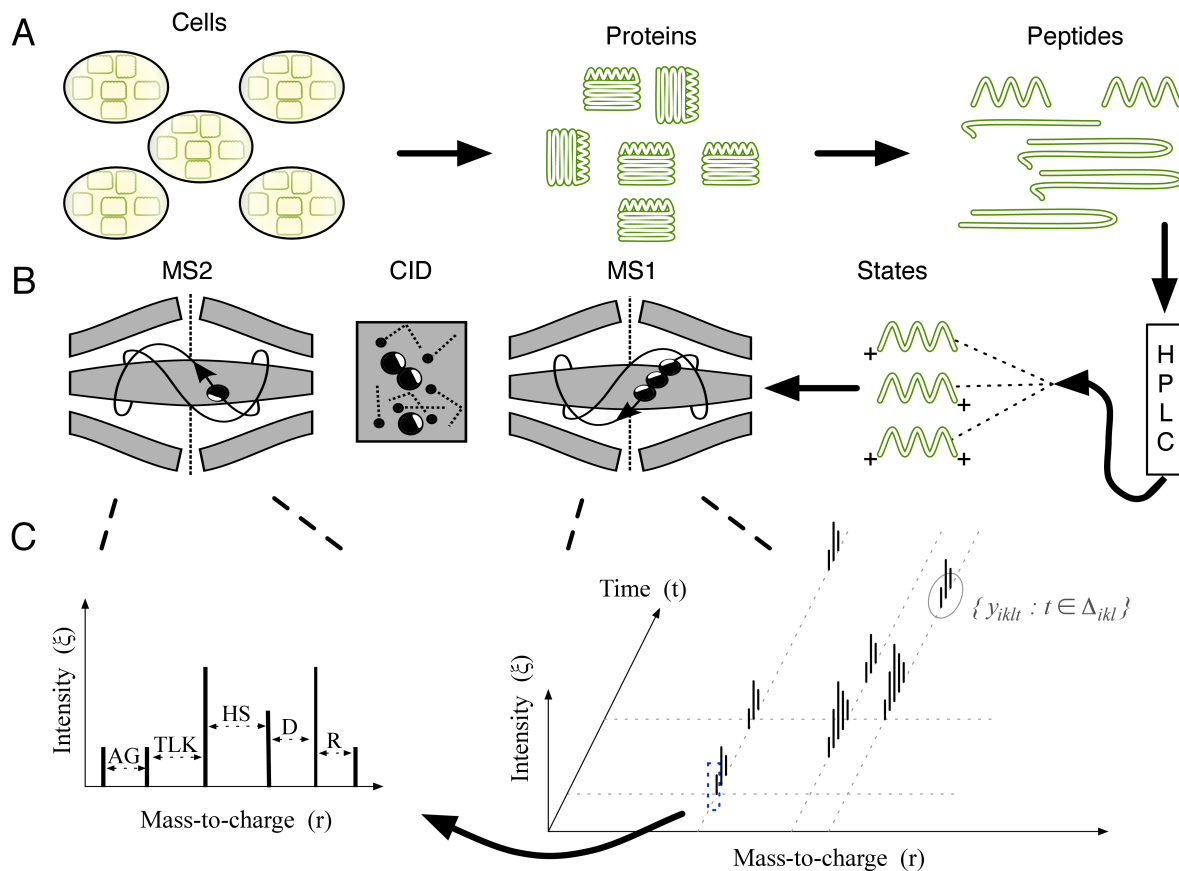 A
Cells
Proteins
Peptides
B
MS2
CID
MS1
States
+
+
+ +
H
P
L
C
C
Intensity (ξ)
AG
TLK
HS
D
R
Mass-to-charge (r)
Time (t)
Intensity (ξ)
{ y_iklt : t ∈ Δ_ikl }
Mass-to-charge (r)